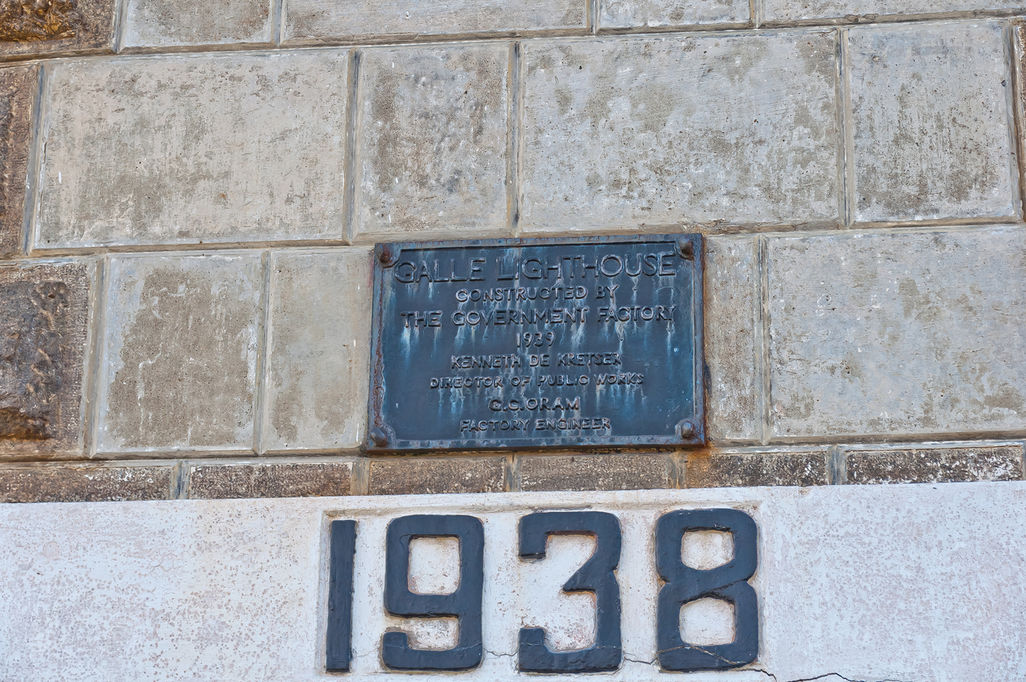 GALLE LIGHTHOUSE
CONSTRUCTED BY
THE GOVERNMENT FACTORY
1939
KENNETH DE KRETSER
DIRECTOR OF PUBLIC WORKS
G.C.ORAM
FACTORY ENGINEER
1938